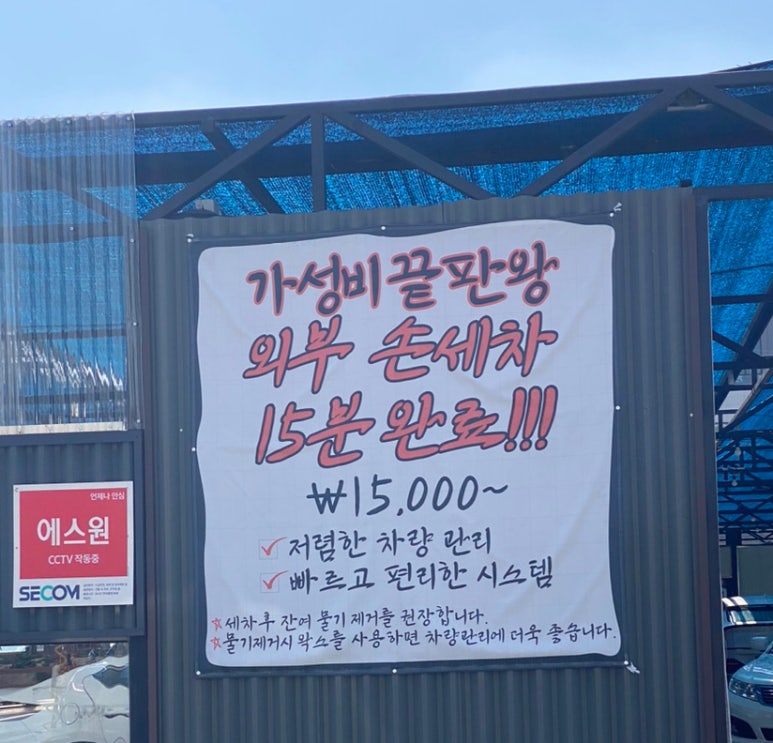 가성비끝판왕
외부 손세차
15분 완료!!!
₩15,000~
저렴한 차량 관리
빠르고 편리한 시스템
☆세차후 잔여 물기 제거를 권장합니다.
☆물기제거시 왁스를 사용하면 차량관리에 더욱 좋습니다.
언제나 안심
에스원
CCTV 작동중
SECOM